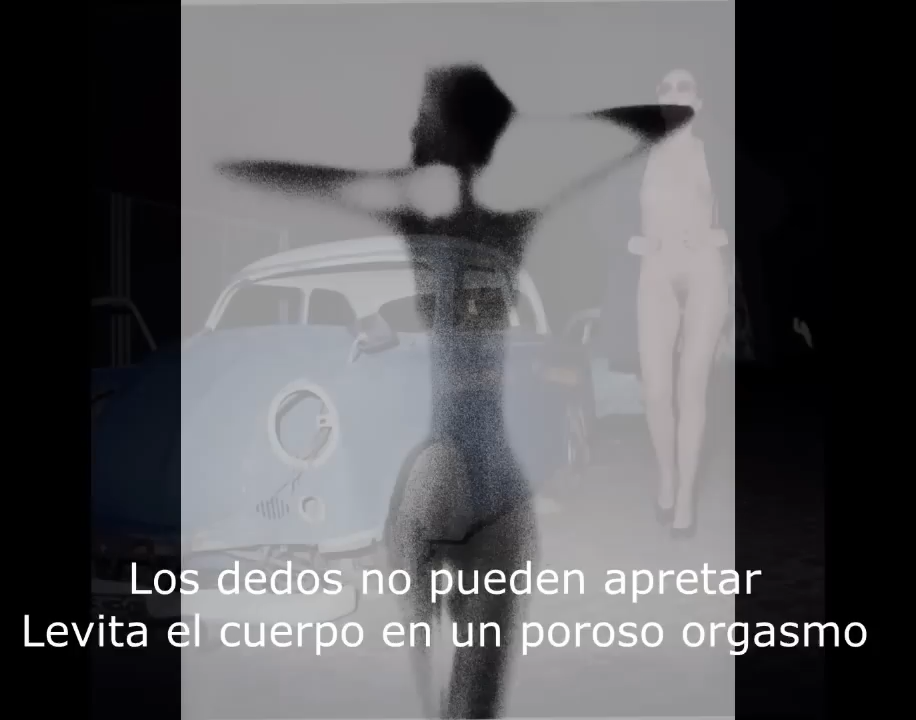 Los dedos no pueden apretar
Levita el cuerpo en un poroso orgasmo